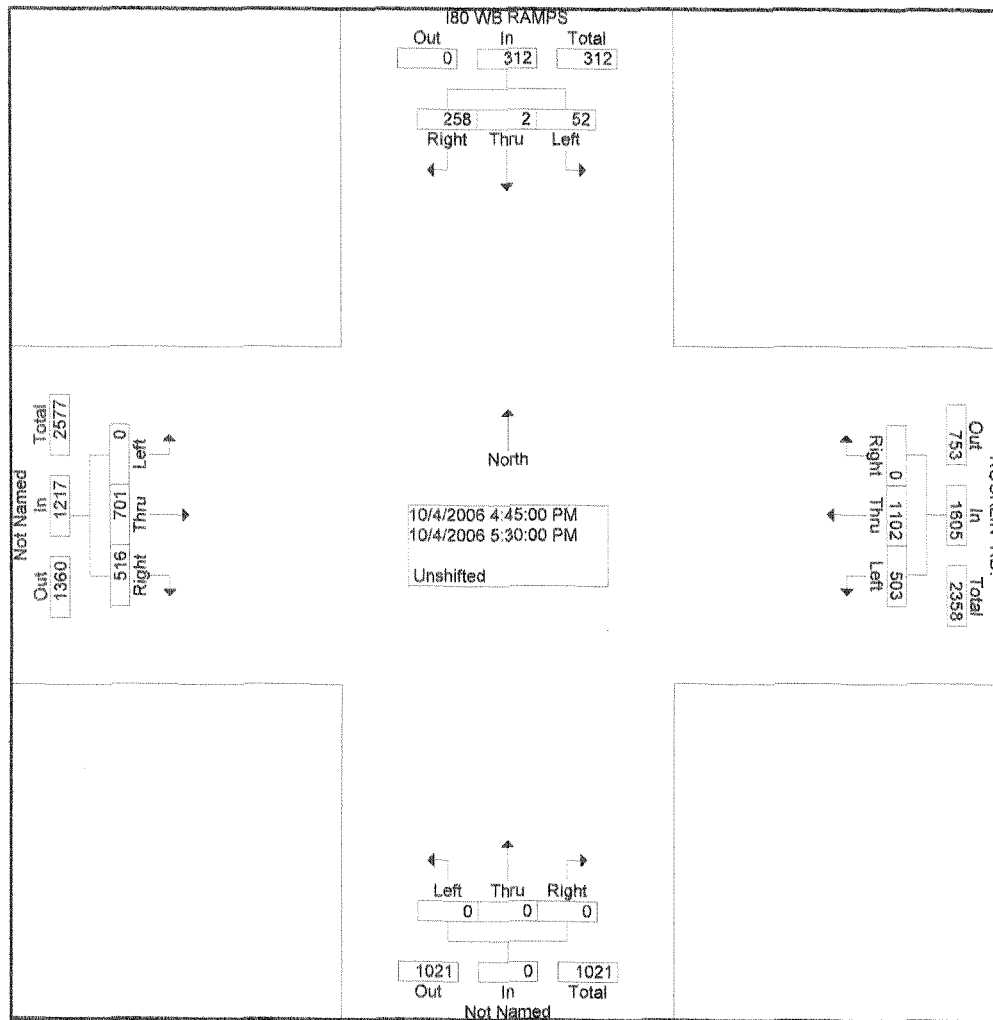 I80 WB RAMPS
Out In Total
0 312 312
258 2 52
Right Thru Left
Not Named
Total In Out
2577 1217 1360
0 701 516
Left Thru Right
North
10/4/2006 4:45:00 PM
10/4/2006 5:30:00 PM
Unshifted
Right Thru Left
0 1102 503
753 1605 2358
Out In Total
Left Thru Right
0 0 0
1021 0 1021
Out In Total
Not Named